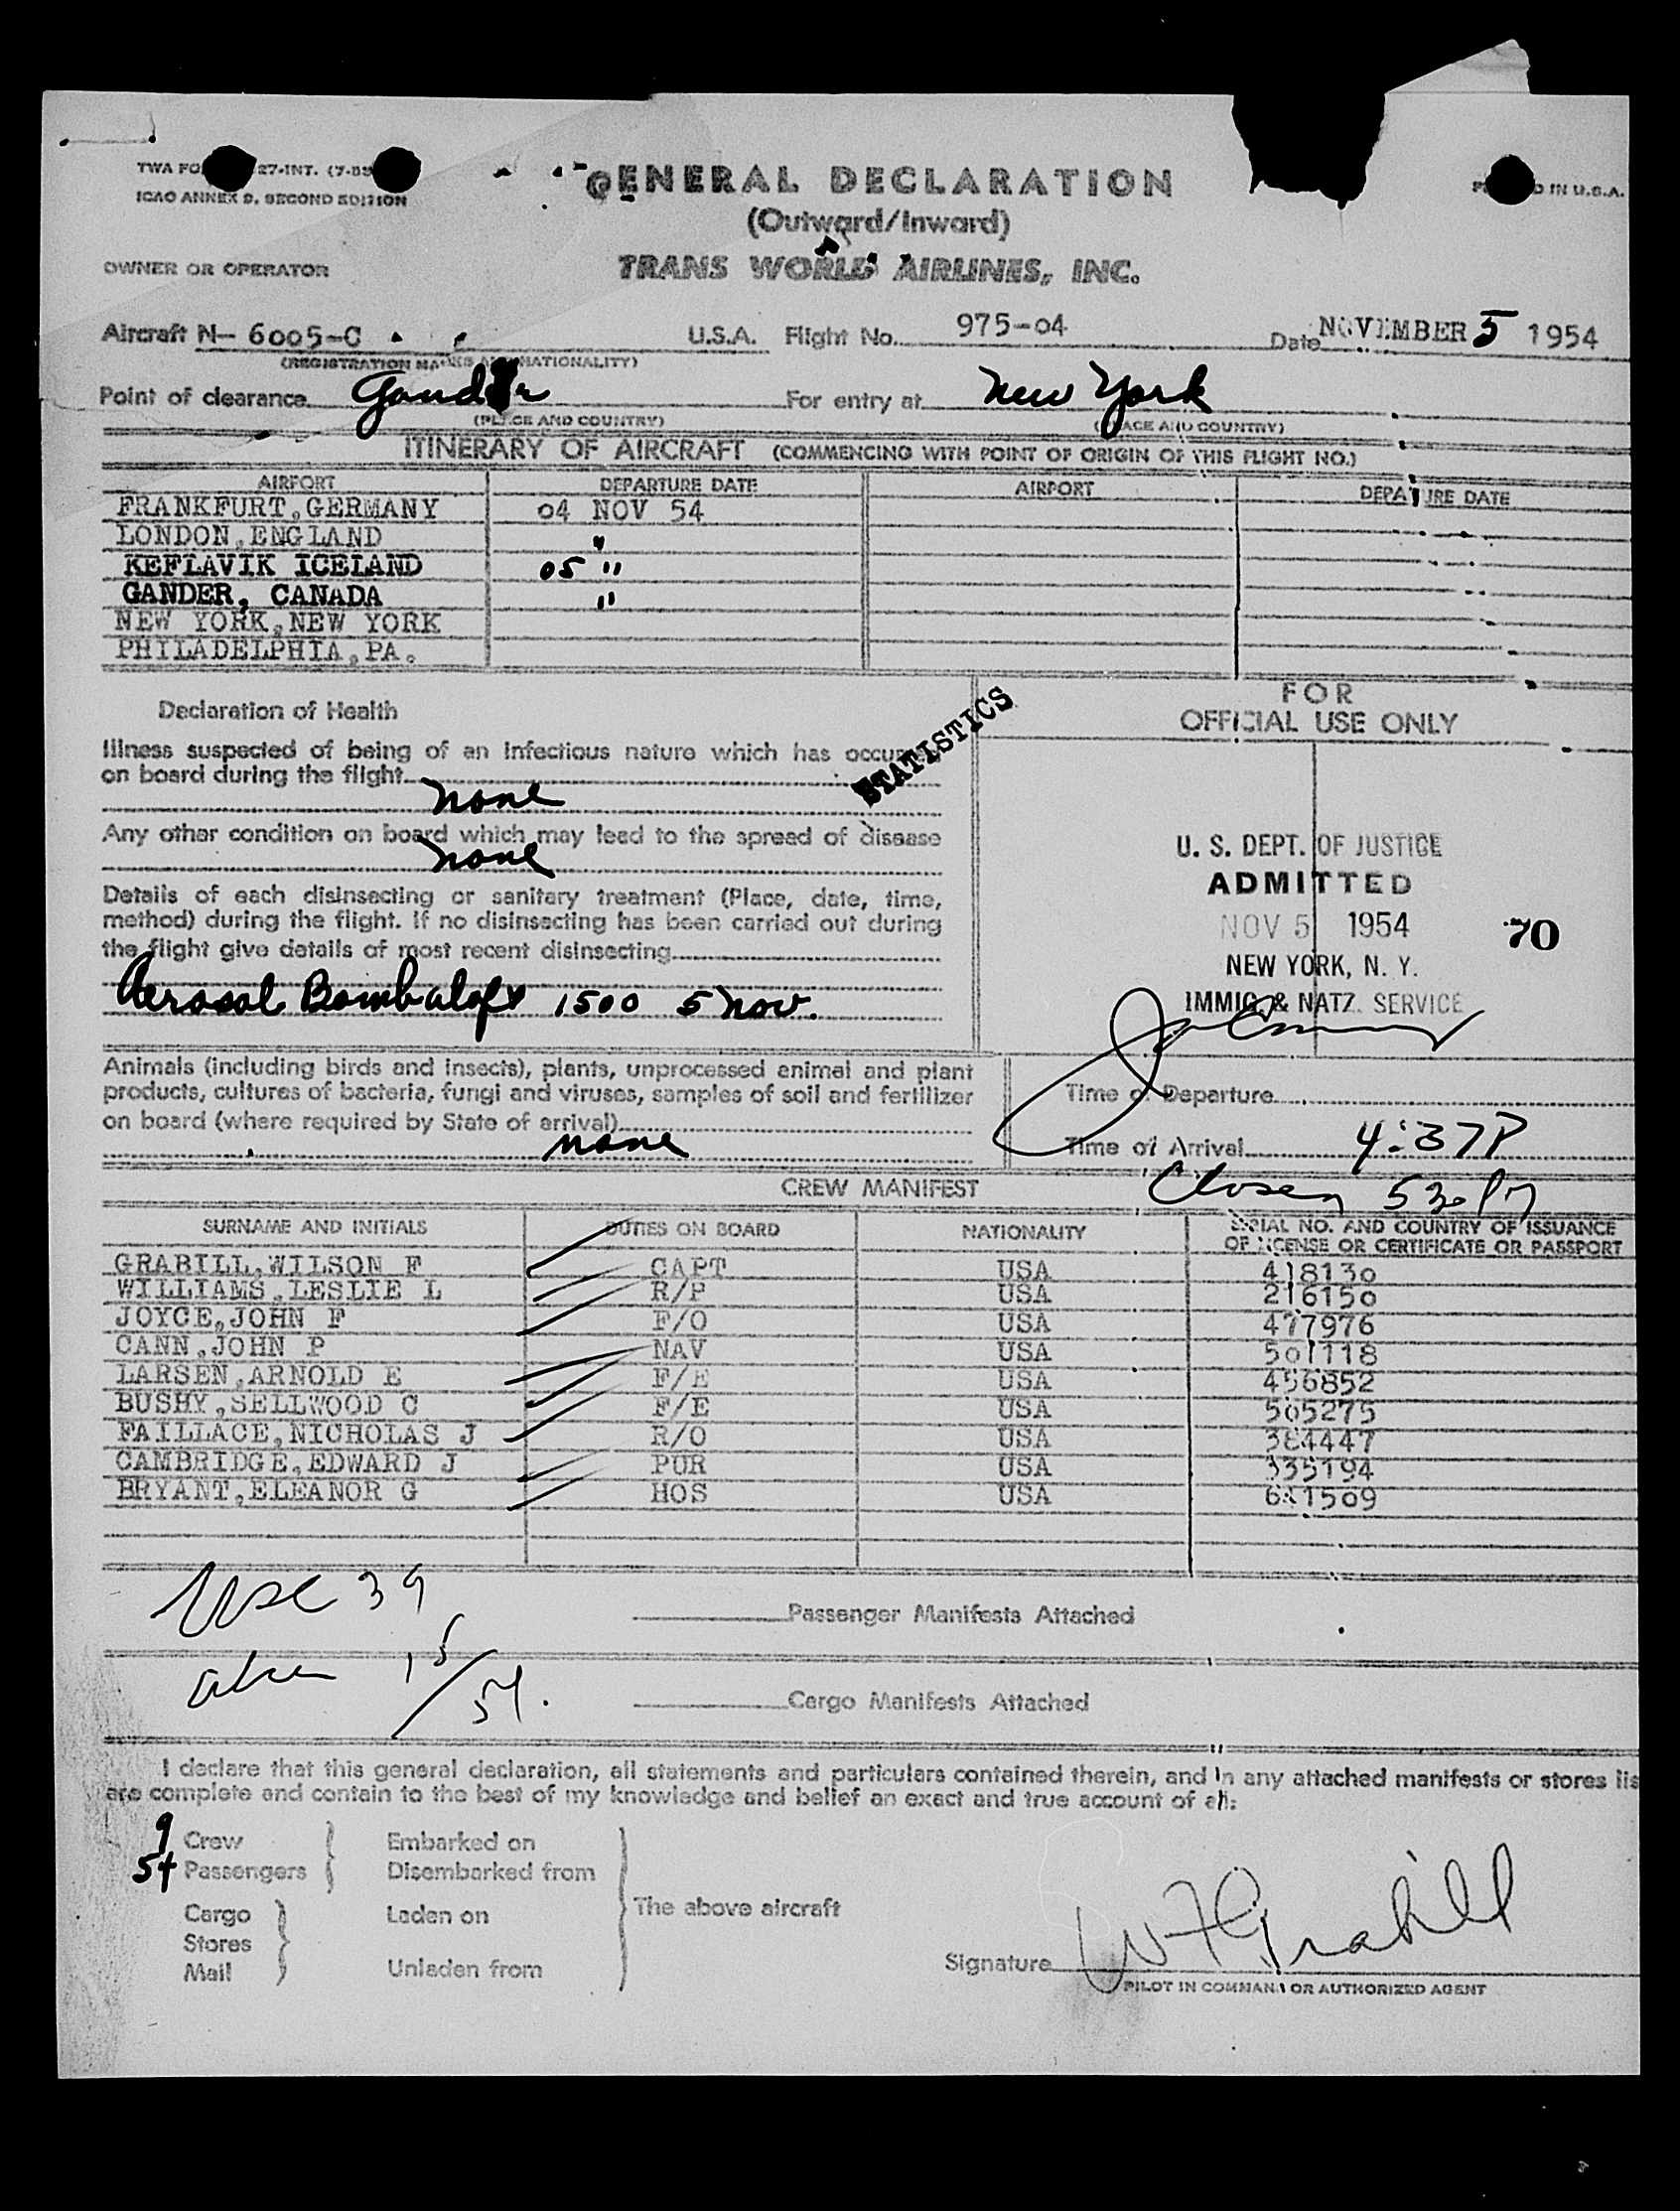 GENERAL DECLARATION
ICAO ANNEX 9, SECOND EDITION
(Outward/Inward)
OWNER OR OPERATOR
TRANS WORLD AIRLINES, INC.
Aircraft N- 6005-C U.S.A. Flight No. 975-04 Date NOVEMBER 5 1954
(REGISTRATION MARKS AND NATIONALITY)
Point of clearance Gander For entry at New York
(PLACE AND COUNTRY) (PLACE AND COUNTRY)
ITINERARY OF AIRCRAFT (COMMENCING WITH POINT OF ORIGIN OF THIS FLIGHT NO.)
AIRPORT DEPARTURE DATE AIRPORT DEPARTURE DATE
FRANKFURT, GERMANY 04 NOV 54
LONDON, ENGLAND "
KEFLAVIK ICELAND 05 "
GANDER, CANADA "
NEW YORK, NEW YORK
PHILADELPHIA, PA.
Declaration of Health
Illness suspected of being of an infectious nature which has
on board during the flight
none
STATISTICS
Any other condition on board which may lead to the spread of disease
none
Details of each disinsecting or sanitary treatment (Place, date, time,
method) during the flight. If no disinsecting has been carried out during
the flight give details of most recent disinsecting
Aerosol 1500 5 Nov.
FOR
OFFICIAL USE ONLY
U. S. DEPT. OF JUSTICE
ADMITTED
NOV 5 1954 70
NEW YORK, N. Y.
IMMIG. & NATZ. SERVICE
Animals (including birds and insects), plants, unprocessed animal and plant
products, cultures of bacteria, fungi and viruses, samples of soil and fertilizer
on board (where required by State of arrival)
none
Time of Departure
Time of Arrival 4:37P
530 PM
CREW MANIFEST
SURNAME AND INITIALS DUTIES ON BOARD NATIONALITY SERIAL NO. AND COUNTRY OF ISSUANCE
OF LICENSE OR CERTIFICATE OR PASSPORT
GRABILL, WILSON F CAPT USA 418130
WILLIAMS, LESLIE L R/P USA 216150
JOYCE, JOHN F F/O USA 477976
CANN, JOHN P NAV USA 501118
LARSEN, ARNOLD E F/E USA 456852
BUSHY, SELLWOOD C F/E USA 505275
FAILLACE, NICHOLAS J R/O USA 384447
CAMBRIDGE, EDWARD J PUR USA 335194
BRYANT, ELEANOR G HOS USA
USC 39
Passenger Manifests Attached
alien 15
54.
Cargo Manifests Attached
I declare that this general declaration, all statements and particulars contained therein, and in any attached manifests or stores lis
are complete and contain to the best of my knowledge and belief an exact and true account of all:
9 Crew
54 Passengers
Embarked on
Disembarked from
Cargo
Stores
Mail
Laden on
Unladen from
The above aircraft
Signature W F Grabill
PILOT IN COMMAND OR AUTHORIZED AGENT